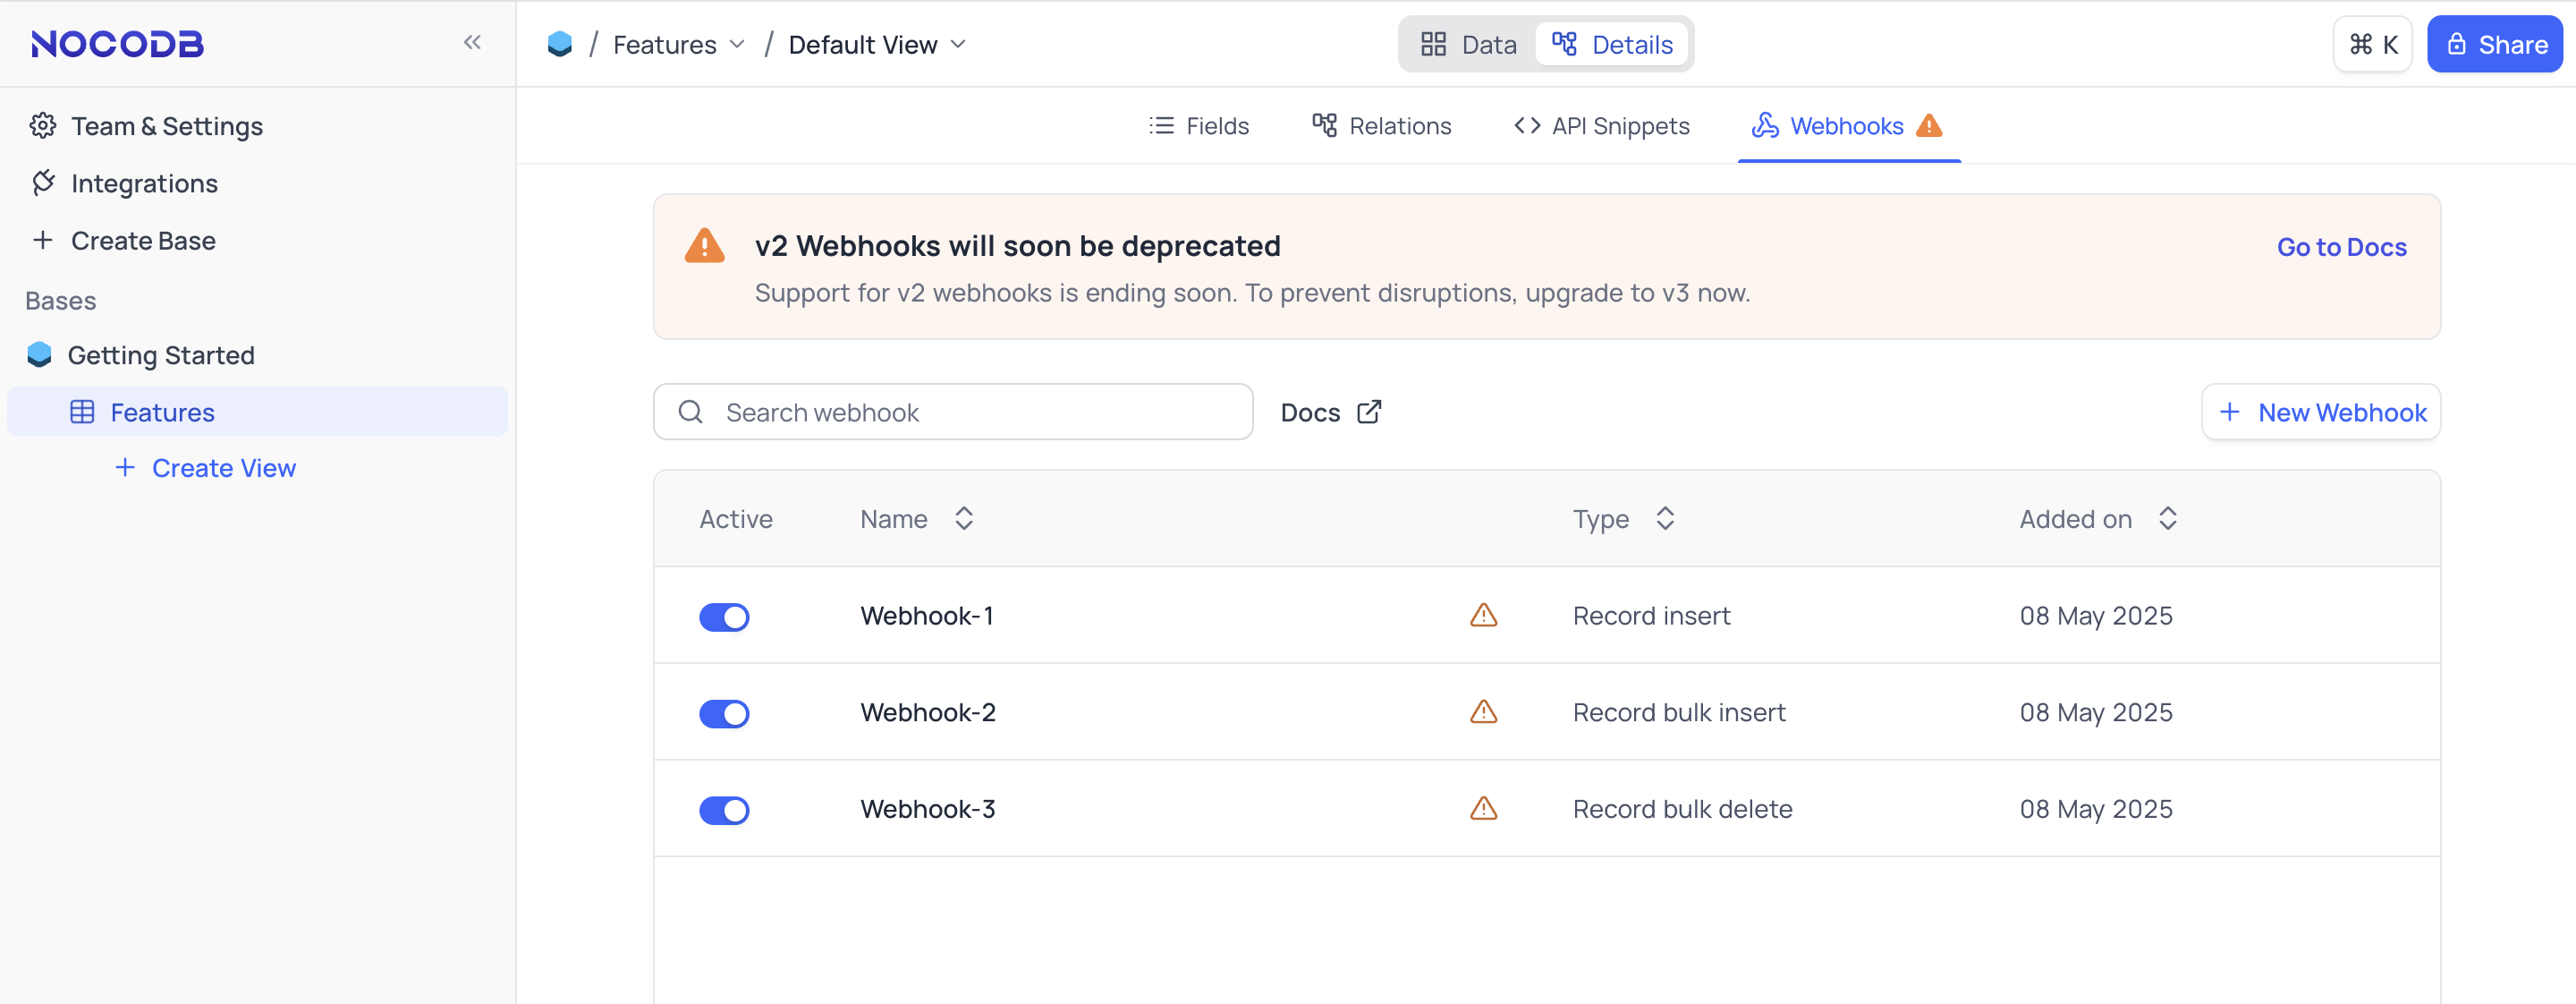 NOCODB
Team & Settings
Integrations
Create Base
Bases
Getting Started
Features
Create View
/ Features / Default View
Data Details
⌘ K Share
Fields Relations API Snippets Webhooks
v2 Webhooks will soon be deprecated
Go to Docs
Support for v2 webhooks is ending soon. To prevent disruptions, upgrade to v3 now.
Search webhook Docs New Webhook
Active Name Type Added on
Webhook-1 Record insert 08 May 2025
Webhook-2 Record bulk insert 08 May 2025
Webhook-3 Record bulk delete 08 May 2025